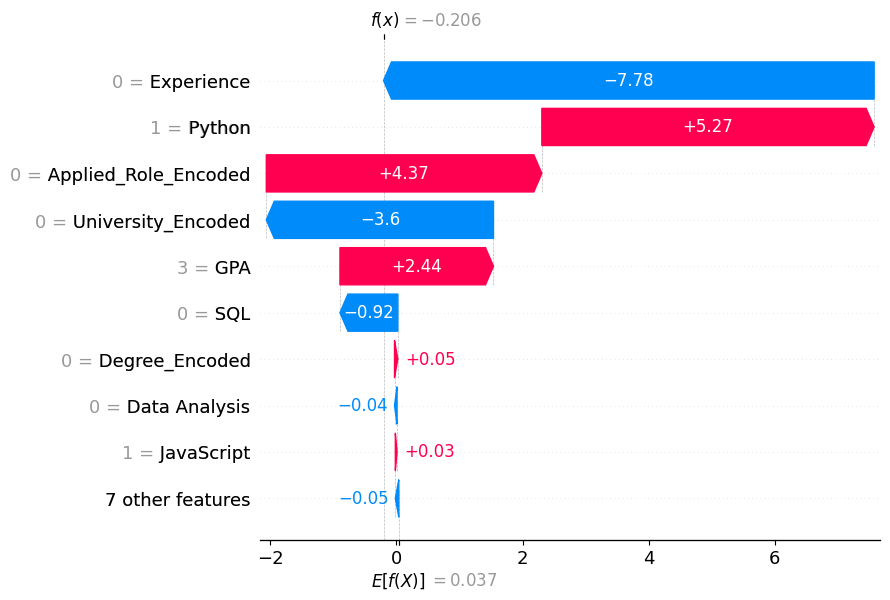 f(x) = −0.206
0 = Experience −7.78
1 = Python +5.27
0 = Applied_Role_Encoded +4.37
0 = University_Encoded −3.6
3 = GPA +2.44
0 = SQL −0.92
0 = Degree_Encoded +0.05
0 = Data Analysis −0.04
1 = JavaScript +0.03
7 other features −0.05
−2 0 2 4 6
E[f(X)] = 0.037